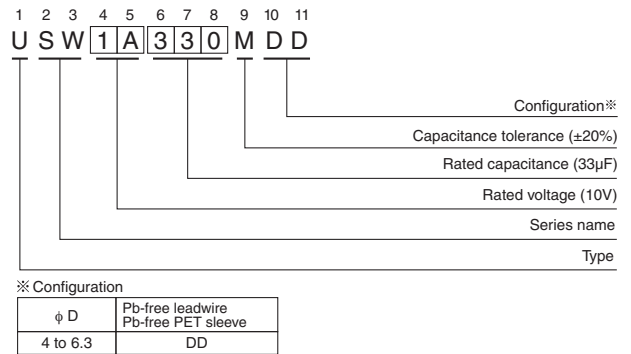 1 2 3 4 5 6 7 8 9 10 11
U S W 1 A 3 3 0 M D D
Configuration※
Capacitance tolerance (±20%)
Rated capacitance (33µF)
Rated voltage (10V)
Series name
Type
※ Configuration
ϕ D
Pb-free leadwire
Pb-free PET sleeve
4 to 6.3 DD